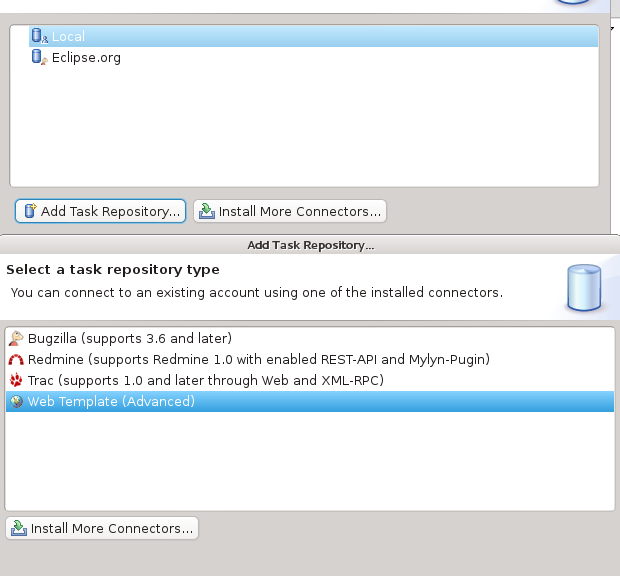 Local
Eclipse.org
Add Task Repository...
Install More Connectors...
Add Task Repository...
Select a task repository type
You can connect to an existing account using one of the installed connectors.
Bugzilla (supports 3.6 and later)
Redmine (supports Redmine 1.0 with enabled REST-API and Mylyn-Pugin)
Trac (supports 1.0 and later through Web and XML-RPC)
Web Template (Advanced)
Install More Connectors...